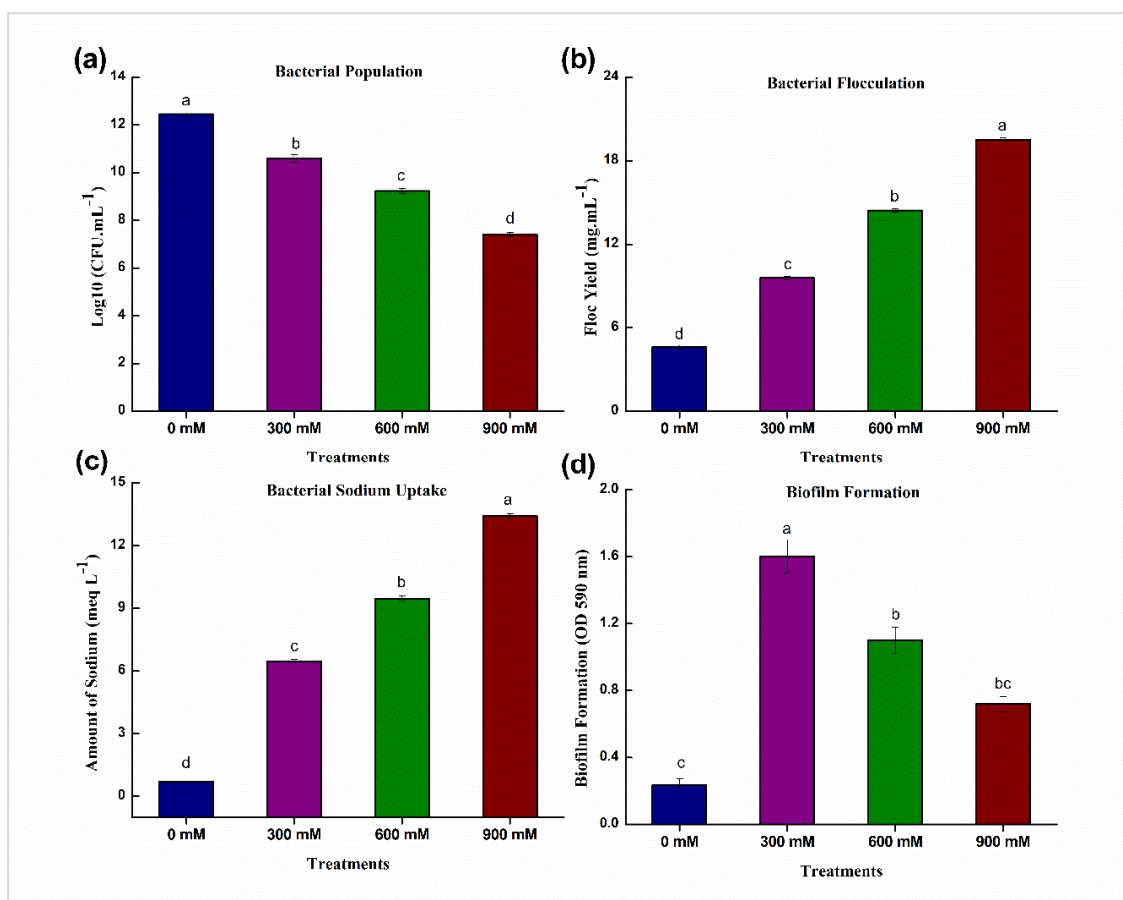 (a)
Bacterial Population
Log10 (CFU.mL⁻¹)
14
12
10
8
6
4
2
0
a
b
c
d
0 mM 300 mM 600 mM 900 mM
Treatments
(b)
Bacterial Flocculation
Floc Yield (mg.mL⁻¹)
24
18
12
6
0
d
c
b
a
0 mM 300 mM 600 mM 900 mM
Treatments
(c)
Bacterial Sodium Uptake
Amount of Sodium (meq L⁻¹)
15
12
9
6
3
0
d
c
b
a
0 mM 300 mM 600 mM 900 mM
Treatments
(d)
Biofilm Formation
Biofilm Formation (OD 590 nm)
2.0
1.6
1.2
0.8
0.4
0.0
c
a
b
bc
0 mM 300 mM 600 mM 900 mM
Treatments